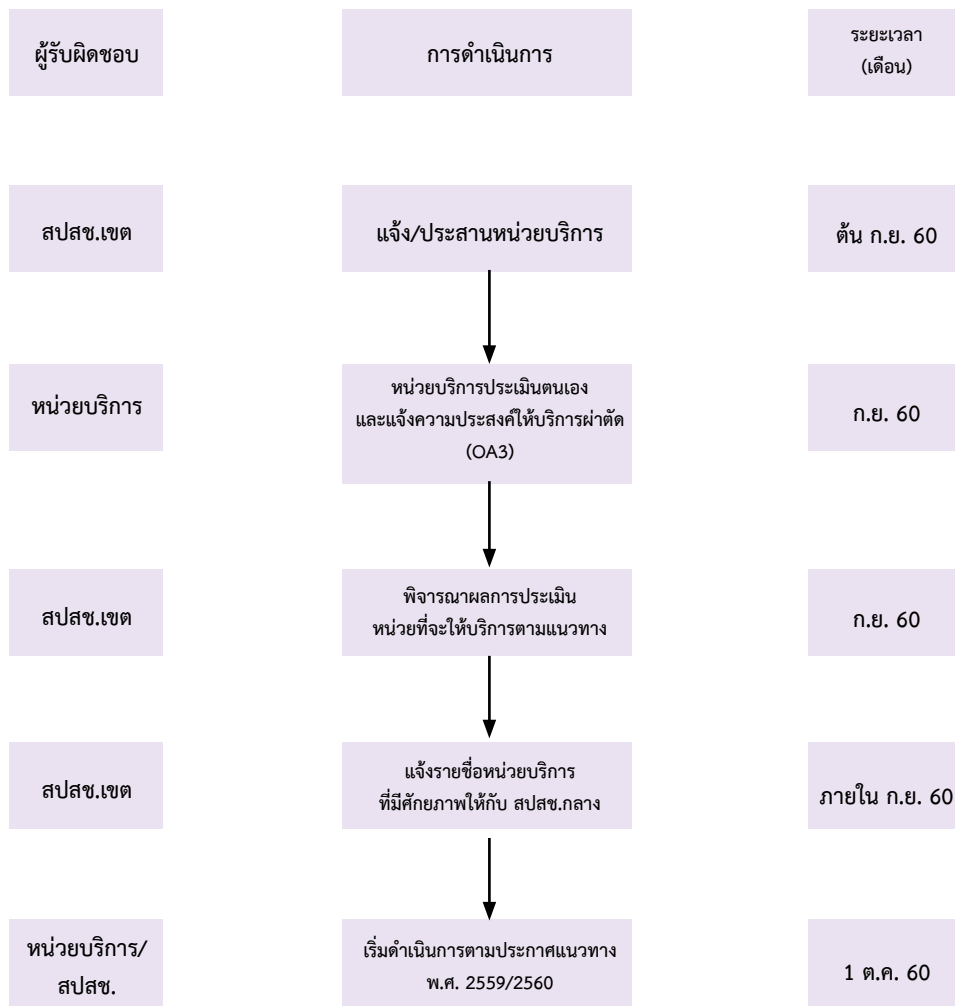 ผู้รับผิดชอบ
การดำเนินการ
ระยะเวลา
(เดือน)
สปสช.เขต
แจ้ง/ประสานหน่วยบริการ
ต้น ก.ย. 60
หน่วยบริการ
หน่วยบริการประเมินตนเอง
และแจ้งความประสงค์ให้บริการผ่าตัด
(OA3)
ก.ย. 60
สปสช.เขต
พิจารณาผลการประเมิน
หน่วยที่จะให้บริการตามแนวทาง
ก.ย. 60
สปสช.เขต
แจ้งรายชื่อหน่วยบริการ
ที่มีศักยภาพให้กับ สปสช.กลาง
ภายใน ก.ย. 60
หน่วยบริการ/
สปสช.
เริ่มดำเนินการตามประกาศแนวทาง
พ.ศ. 2559/2560
1 ต.ค. 60